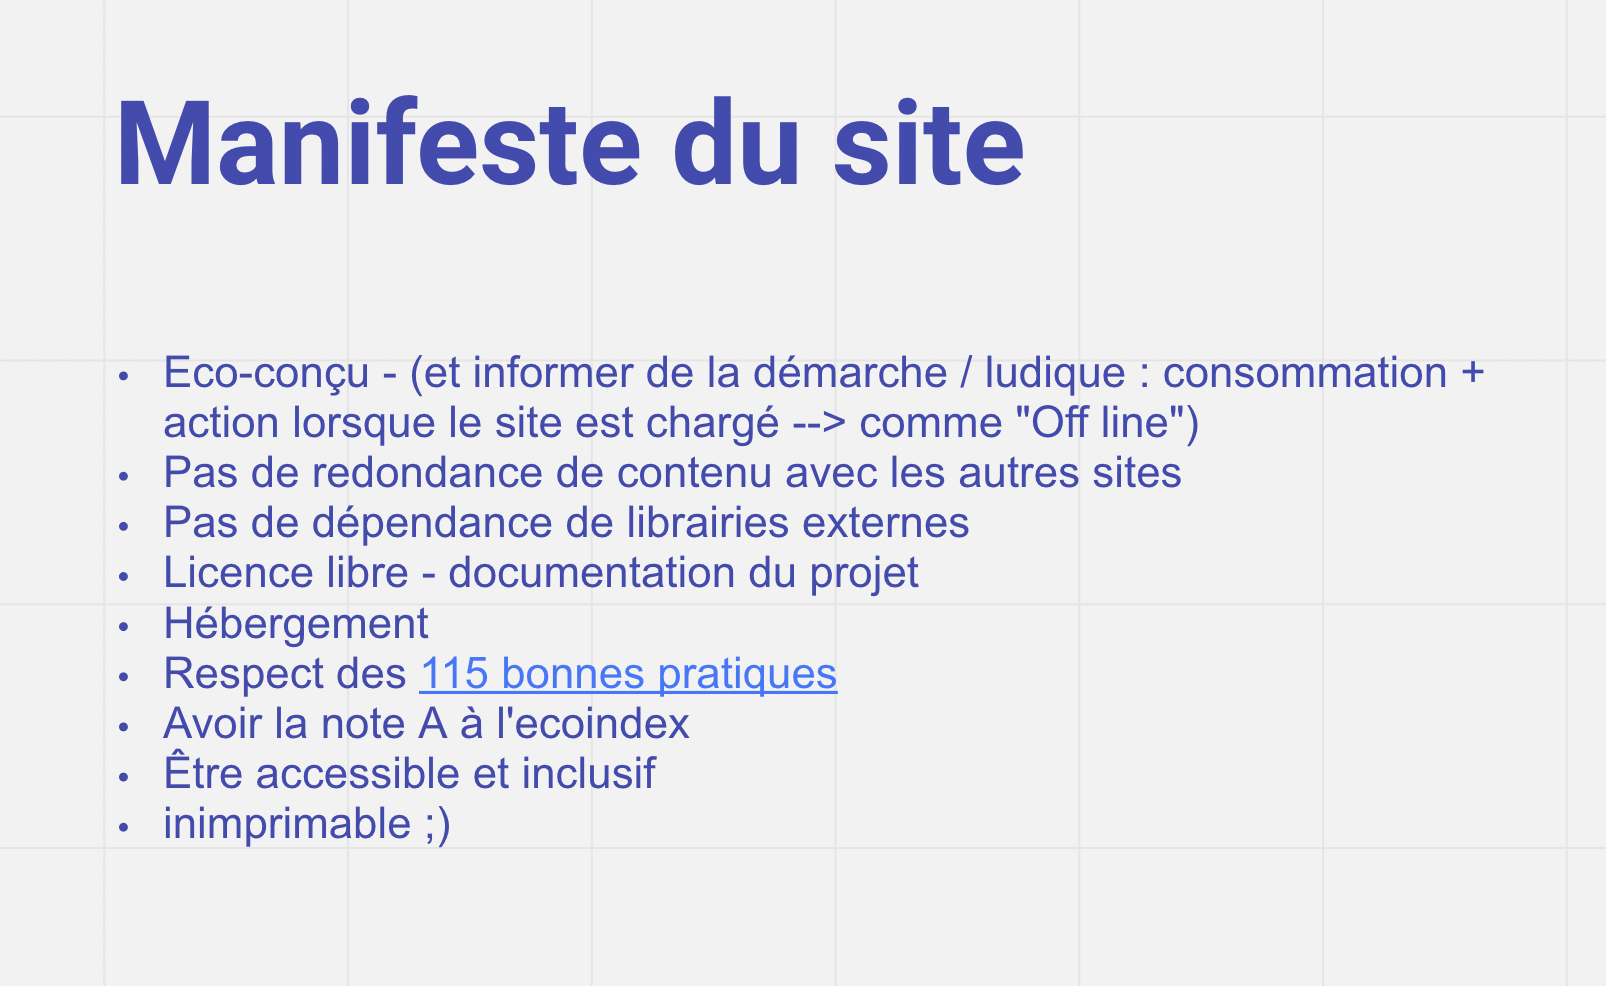 Manifeste du site
• Eco-conçu - (et informer de la démarche / ludique : consommation +
action lorsque le site est chargé --> comme "Off line")
• Pas de redondance de contenu avec les autres sites
• Pas de dépendance de librairies externes
• Licence libre - documentation du projet
• Hébergement
• Respect des 115 bonnes pratiques
• Avoir la note A à l'ecoindex
• Être accessible et inclusif
• inimprimable ;)